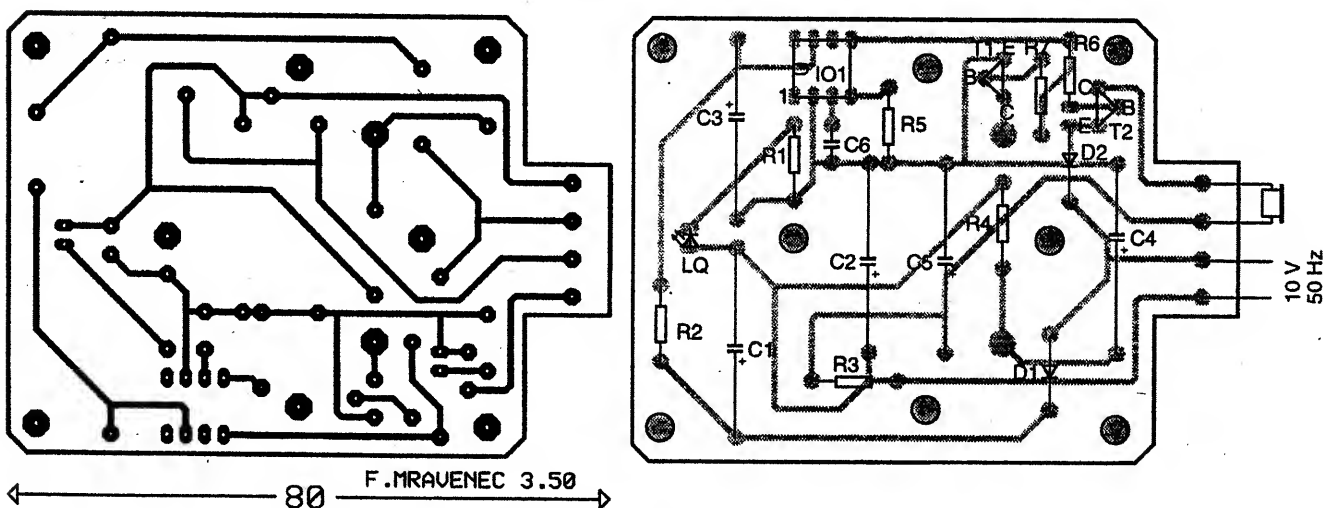 F.MRAVENEC 3.50
80
T1 E R7 R6
IO1
B C
1
C3
R5
C B
C
E T2
C6
R1
D2
R4
C4
LQ
C2 C5
10 V
50 Hz
R2
C1
R3
D1
+
+
+
+
+